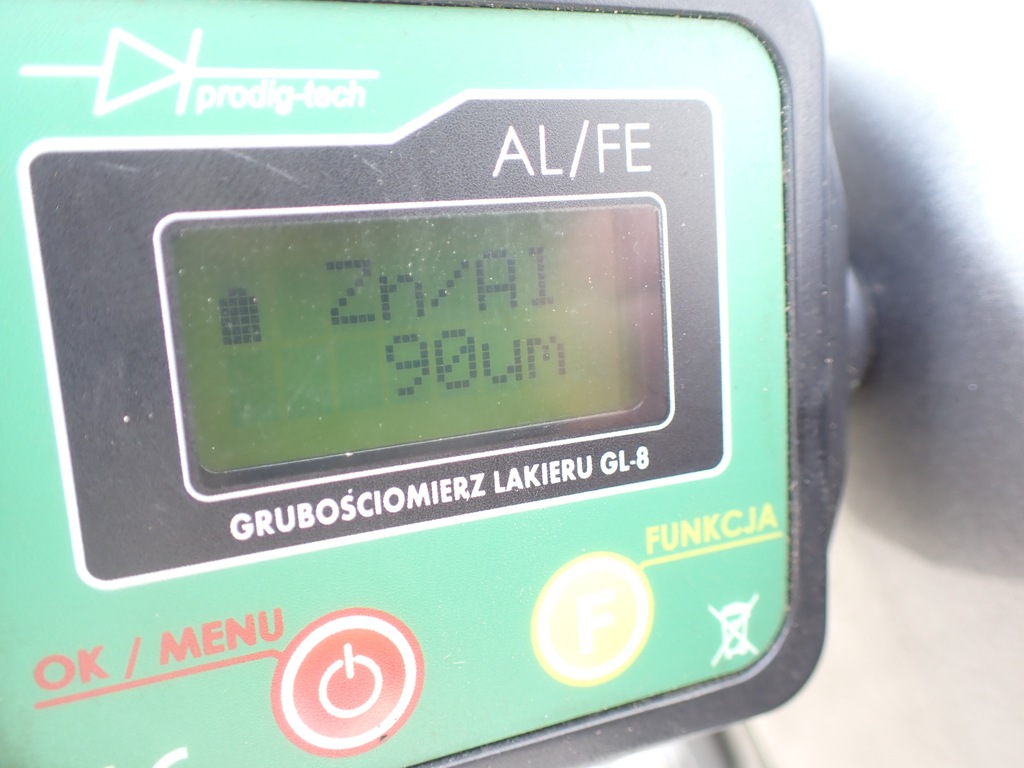 prodig-tech
AL/FE
Zn/Al
90um
GRUBOŚCIOMIERZ LAKIERU GL-8
FUNKCJA
F
OK / MENU